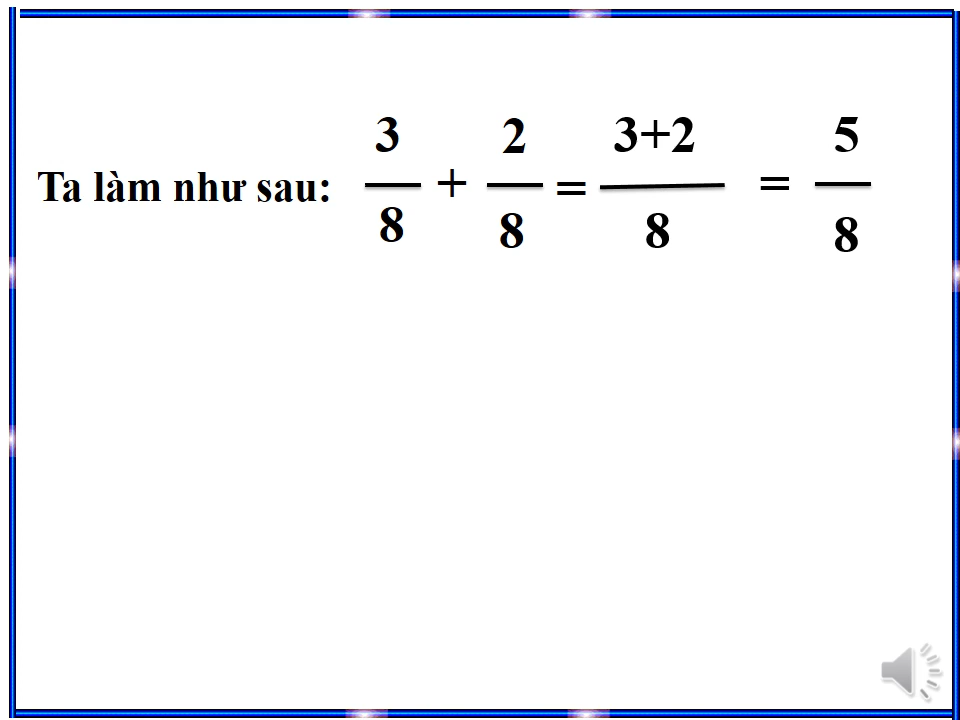 Ta làm như sau: 3/8 + 2/8 = 3+2/8 = 5/8